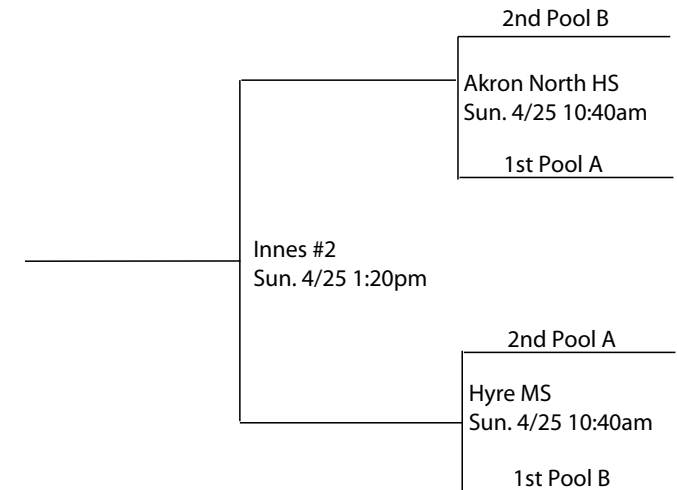 2nd Pool B
Akron North HS
Sun. 4/25 10:40am
1st Pool A
Innes #2
Sun. 4/25 1:20pm
2nd Pool A
Hyre MS
Sun. 4/25 10:40am
1st Pool B